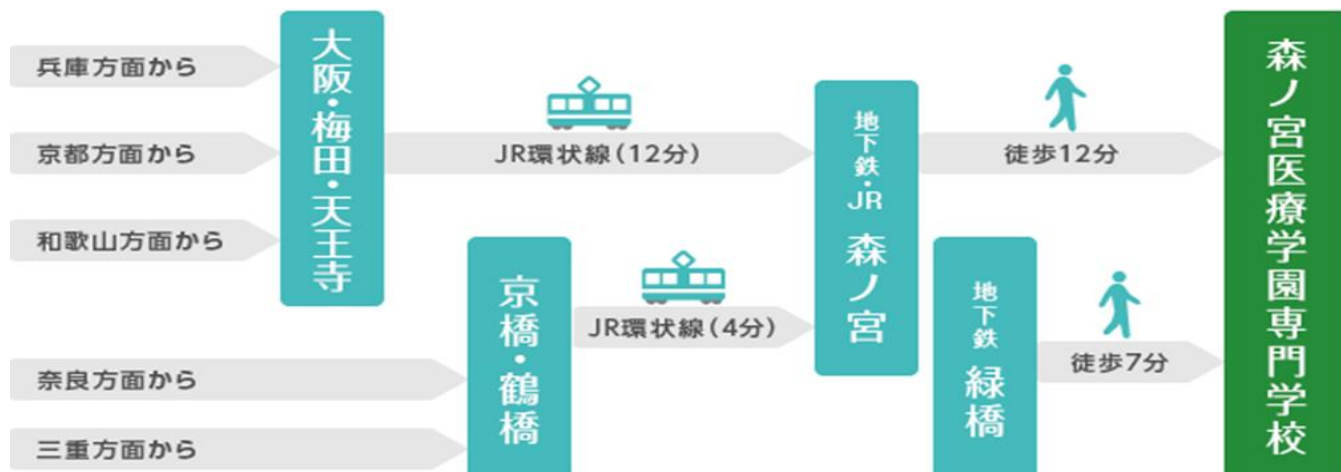 兵庫方面から
京都方面から
和歌山方面から
大阪・梅田・天王寺
JR環状線(12分)
奈良方面から
三重方面から
京橋・鶴橋
JR環状線(4分)
地下鉄・JR 森ノ宮
徒歩12分
地下鉄 緑橋
徒歩7分
森ノ宮医療学園専門学校